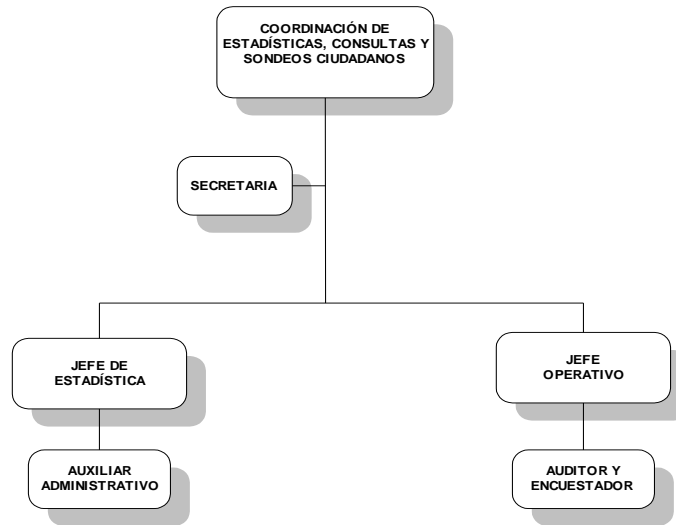 COORDINACIÓN DE
ESTADÍSTICAS, CONSULTAS Y
SONDEOS CIUDADANOS
SECRETARIA
JEFE DE
ESTADÍSTICA
JEFE
OPERATIVO
AUXILIAR
ADMINISTRATIVO
AUDITOR Y
ENCUESTADOR